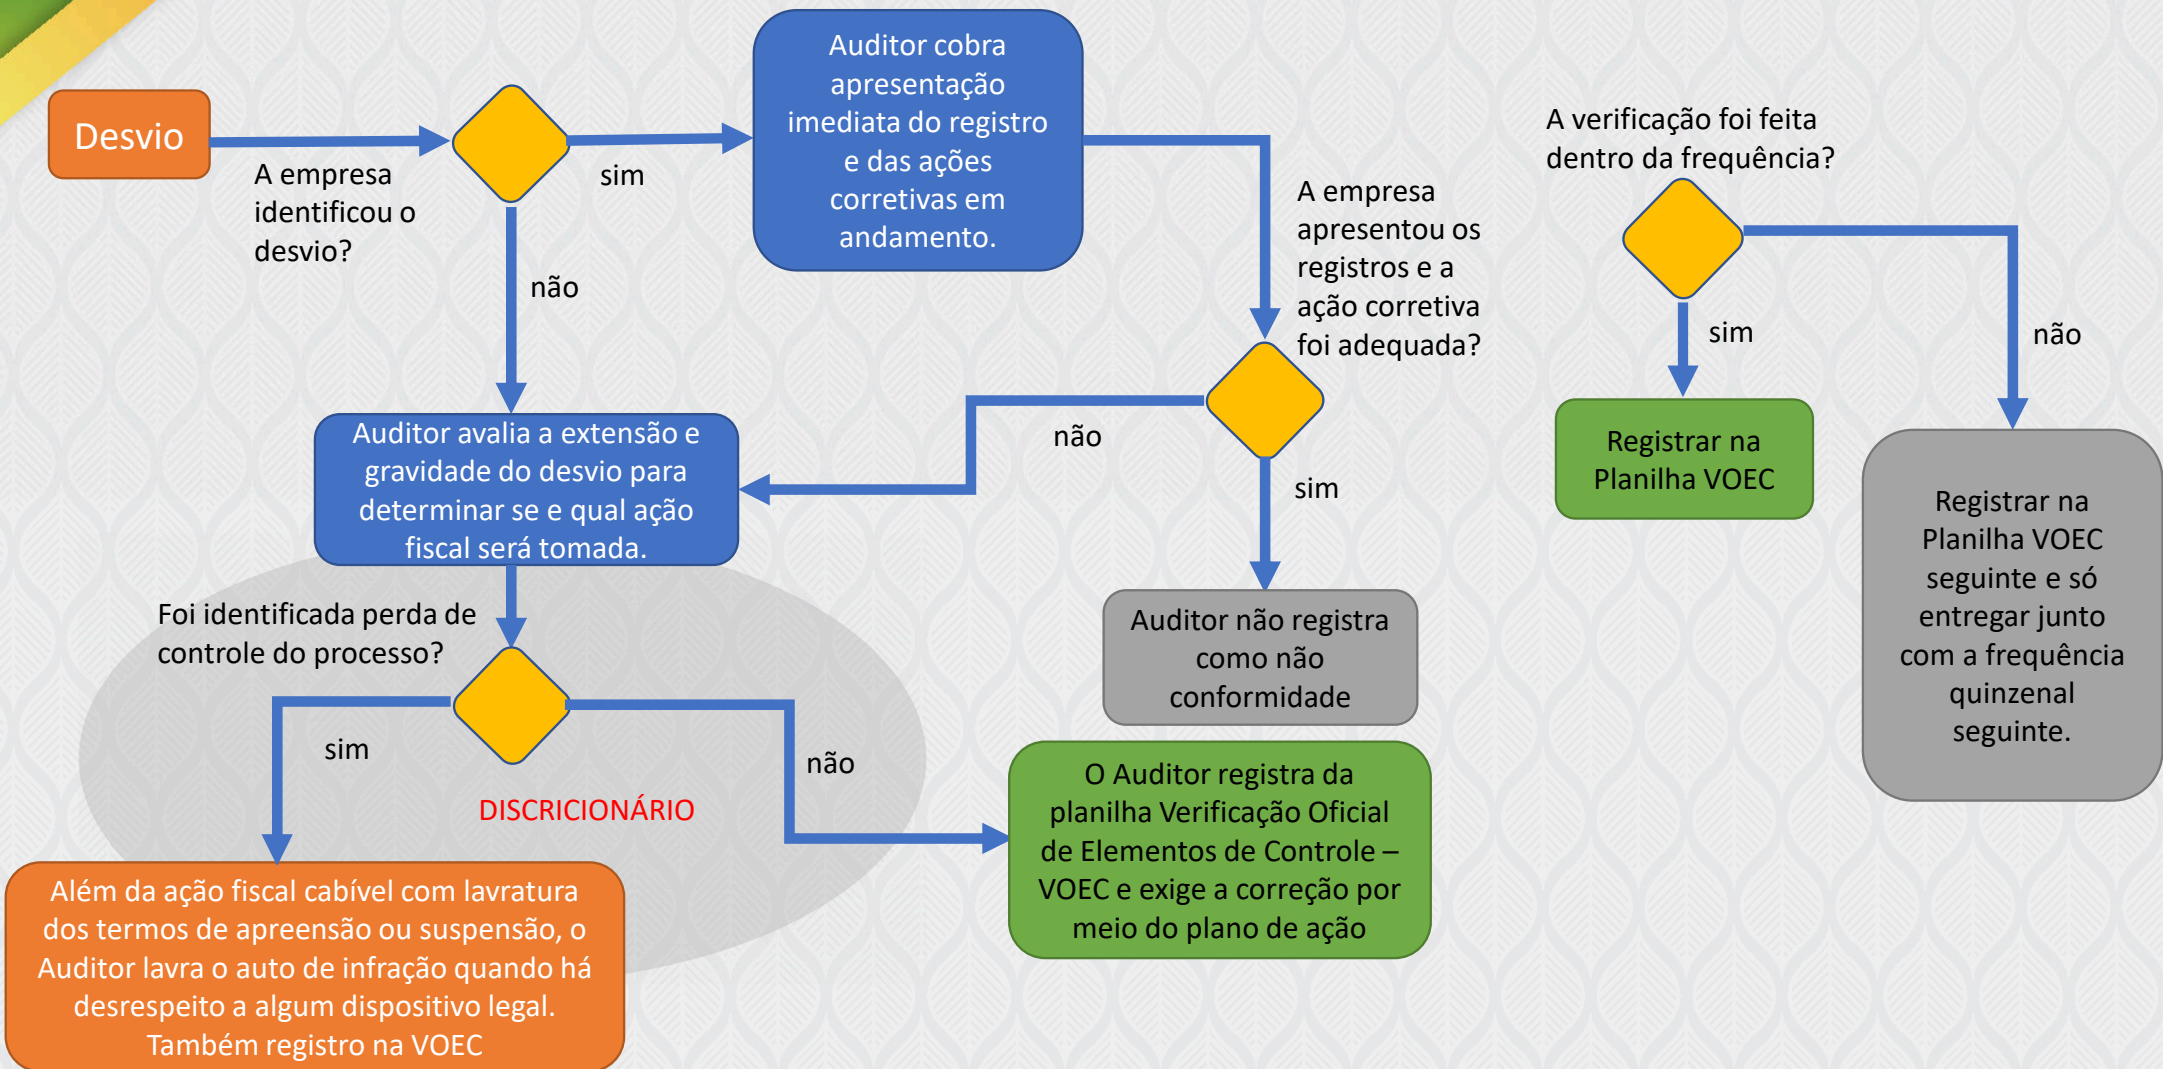 Desvio
A empresa
identificou o
desvio?
sim
não
Auditor cobra
apresentação
imediata do registro
e das ações
corretivas em
andamento.
A empresa
apresentou os
registros e a
ação corretiva
foi adequada?
não
sim
Auditor avalia a extensão e
gravidade do desvio para
determinar se e qual ação
fiscal será tomada.
Auditor não registra
como não
conformidade
Foi identificada perda de
controle do processo?
sim
não
DISCRICIONÁRIO
Além da ação fiscal cabível com lavratura
dos termos de apreensão ou suspensão, o
Auditor lavra o auto de infração quando há
desrespeito a algum dispositivo legal.
Também registro na VOEC
O Auditor registra da
planilha Verificação Oficial
de Elementos de Controle –
VOEC e exige a correção por
meio do plano de ação
A verificação foi feita
dentro da frequência?
sim
não
Registrar na
Planilha VOEC
Registrar na
Planilha VOEC
seguinte e só
entregar junto
com a frequência
quinzenal
seguinte.